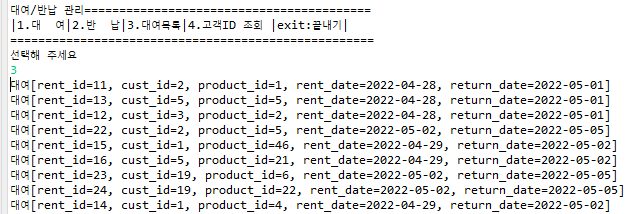 대여/반납 관리=========================================
|1.대   여|2.반   납|3.대여목록|4.고객ID 조회 |exit:끝내기|
====================================================
선택해 주세요
3
대여[rent_id=11, cust_id=2, product_id=1, rent_date=2022-04-28, return_date=2022-05-01]
대여[rent_id=13, cust_id=5, product_id=5, rent_date=2022-04-28, return_date=2022-05-01]
대여[rent_id=12, cust_id=3, product_id=2, rent_date=2022-04-28, return_date=2022-05-01]
대여[rent_id=22, cust_id=2, product_id=5, rent_date=2022-05-02, return_date=2022-05-05]
대여[rent_id=15, cust_id=1, product_id=46, rent_date=2022-04-29, return_date=2022-05-02]
대여[rent_id=16, cust_id=5, product_id=21, rent_date=2022-04-29, return_date=2022-05-02]
대여[rent_id=23, cust_id=19, product_id=6, rent_date=2022-05-02, return_date=2022-05-05]
대여[rent_id=24, cust_id=19, product_id=22, rent_date=2022-05-02, return_date=2022-05-05]
대여[rent_id=14, cust_id=1, product_id=4, rent_date=2022-04-29, return_date=2022-05-02]